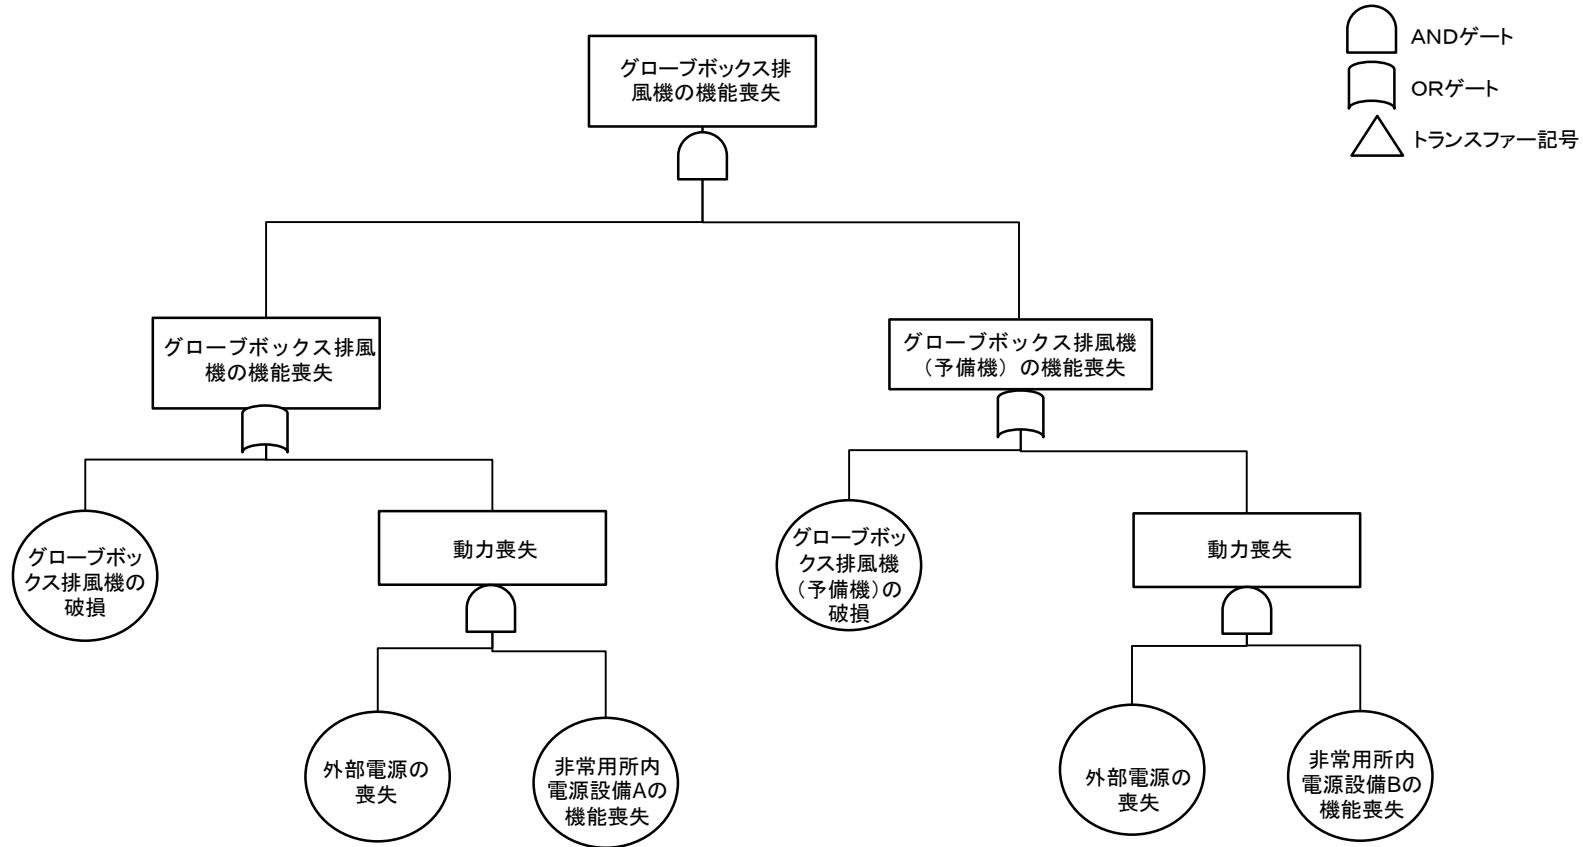 グローブボックス排
風機の機能喪失
ANDゲート
ORゲート
トランスファー記号
グローブボックス排風
機の機能喪失
グローブボックス排風機
（予備機）の機能喪失
グローブボッ
クス排風機の
破損
動力喪失
グローブボッ
クス排風機
（予備機）の
破損
動力喪失
外部電源の
喪失
非常用所内
電源設備Aの
機能喪失
外部電源の
喪失
非常用所内
電源設備Bの
機能喪失